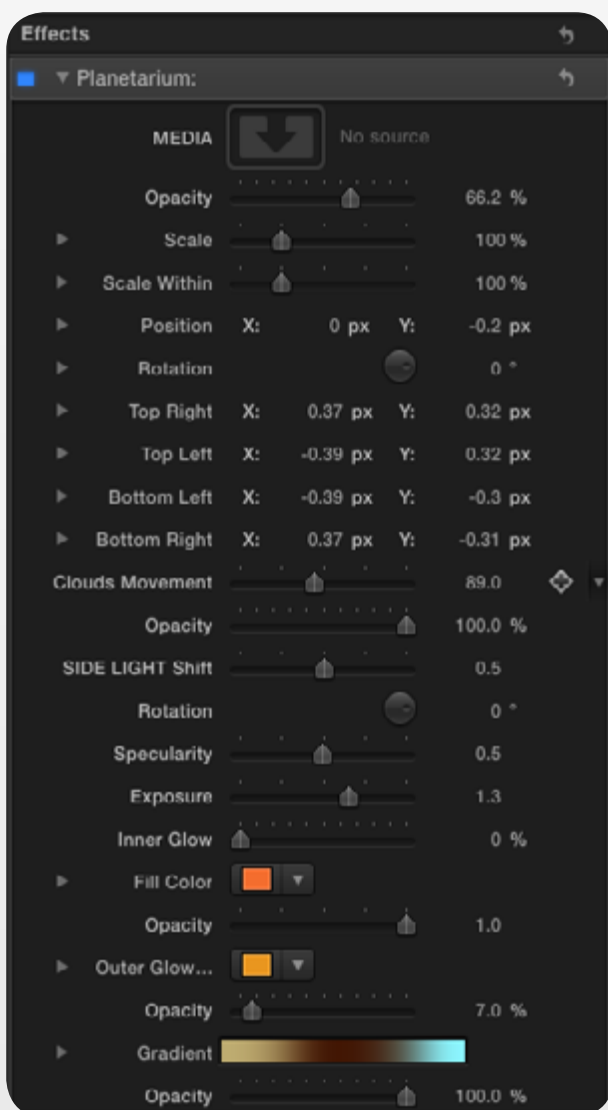 Effects
Planetarium:
MEDIA No source
Opacity 66.2 %
Scale 100 %
Scale Within 100 %
Position X: 0 px Y: -0.2 px
Rotation 0 °
Top Right X: 0.37 px Y: 0.32 px
Top Left X: -0.39 px Y: 0.32 px
Bottom Left X: -0.39 px Y: -0.3 px
Bottom Right X: 0.37 px Y: -0.31 px
Clouds Movement 89.0
Opacity 100.0 %
SIDE LIGHT Shift 0.5
Rotation 0 °
Specularity 0.5
Exposure 1.3
Inner Glow 0 %
Fill Color
Opacity 1.0
Outer Glow...
Opacity 7.0 %
Gradient
Opacity 100.0 %